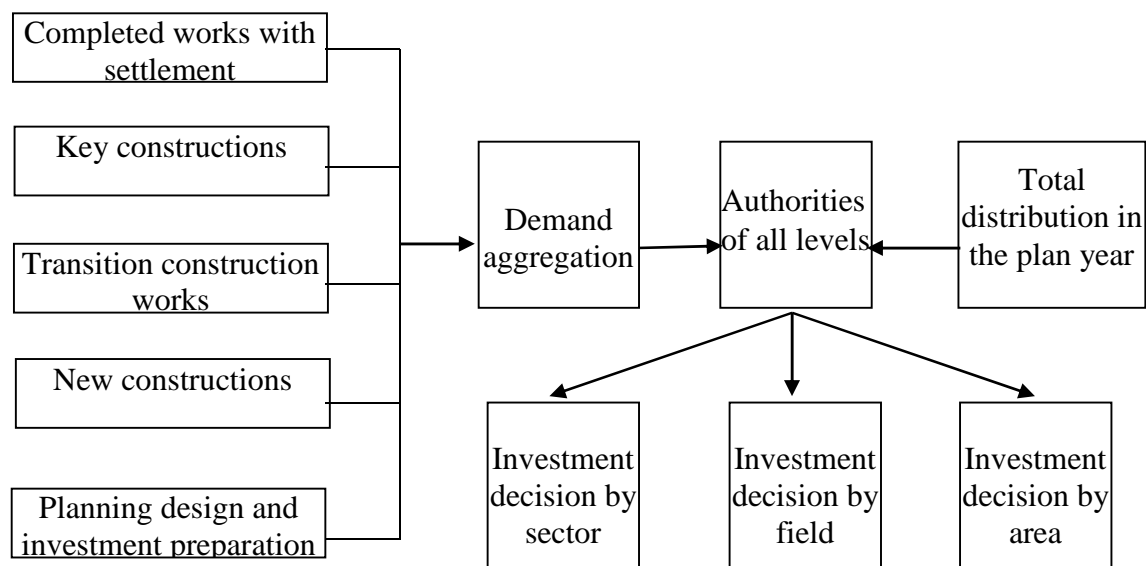 Completed works with
settlement
Key constructions
Transition construction
works
New constructions
Planning design and
investment preparation
Demand
aggregation
Authorities
of all levels
Total
distribution in
the plan year
Investment
decision by
sector
Investment
decision by
field
Investment
decision by
area